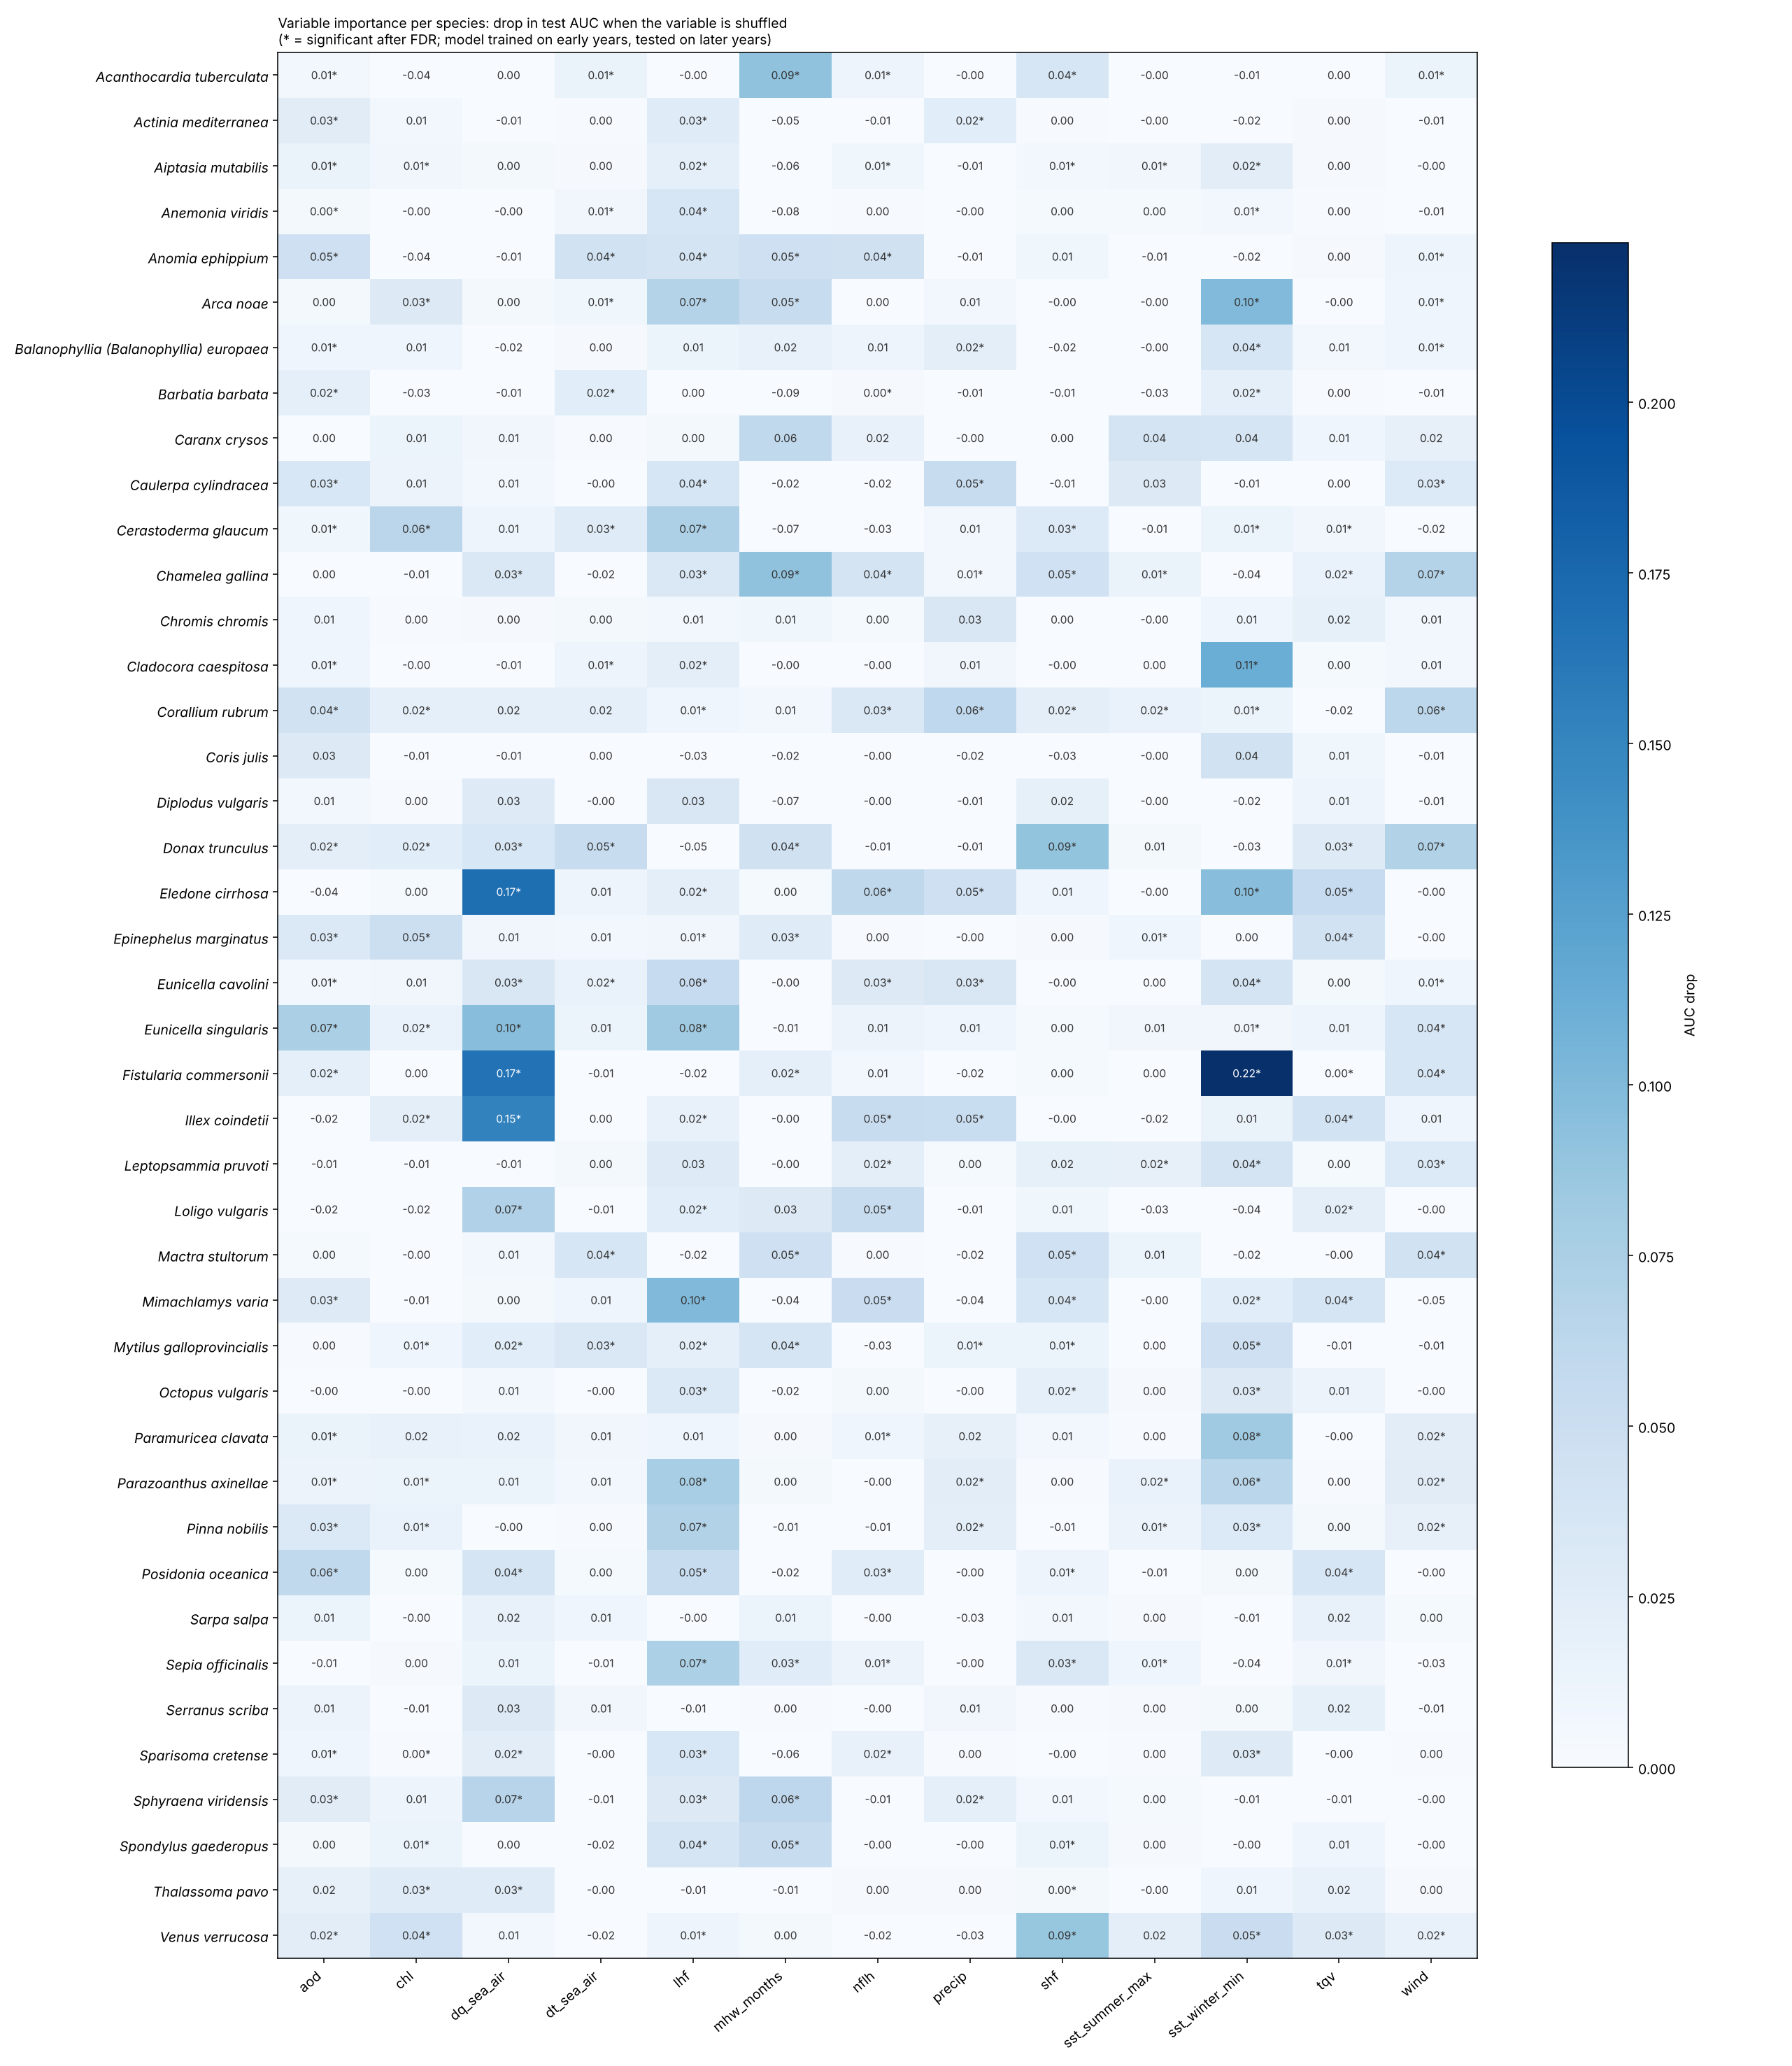 Variable importance per species: drop in test AUC when the variable is shuffled
(* = significant after FDR; model trained on early years, tested on later years)
Acanthocardia tuberculata 0.01* -0.04 0.00 0.01* -0.00 0.09* 0.01* -0.00 0.04* -0.00 -0.01 0.00 0.01*
Actinia mediterranea 0.03* 0.01 -0.01 0.00 0.03* -0.05 -0.01 0.02* 0.00 -0.00 -0.02 0.00 -0.01
Aiptasia mutabilis 0.01* 0.01* 0.00 0.00 0.02* -0.06 0.01* -0.01 0.01* 0.01* 0.02* 0.00 -0.00
Anemonia viridis 0.00* -0.00 -0.00 0.01* 0.04* -0.08 0.00 -0.00 0.00 0.00 0.01* 0.00 -0.01
Anomia ephippium 0.05* -0.04 -0.01 0.04* 0.04* 0.05* 0.04* -0.01 0.01 -0.01 -0.02 0.00 0.01*
Arca noae 0.00 0.03* 0.00 0.01* 0.07* 0.05* 0.00 0.01 -0.00 -0.00 0.10* -0.00 0.01*
Balanophyllia (Balanophyllia) europaea 0.01* 0.01 -0.02 0.00 0.01 0.02 0.01 0.02* -0.02 -0.00 0.04* 0.01 0.01*
Barbatia barbata 0.02* -0.03 -0.01 0.02* 0.00 -0.09 0.00* -0.01 -0.01 -0.03 0.02* 0.00 -0.01
Caranx crysos 0.00 0.01 0.01 0.00 0.00 0.06 0.02 -0.00 0.00 0.04 0.04 0.01 0.02
Caulerpa cylindracea 0.03* 0.01 0.01 -0.00 0.04* -0.02 -0.02 0.05* -0.01 0.03 -0.01 0.00 0.03*
Cerastoderma glaucum 0.01* 0.06* 0.01 0.03* 0.07* -0.07 -0.03 0.01 0.03* -0.01 0.01* 0.01* -0.02
Chamelea gallina 0.00 -0.01 0.03* -0.02 0.03* 0.09* 0.04* 0.01* 0.05* 0.01* -0.04 0.02* 0.07*
Chromis chromis 0.01 0.00 0.00 0.00 0.01 0.01 0.00 0.03 0.00 -0.00 0.01 0.02 0.01
Cladocora caespitosa 0.01* -0.00 -0.01 0.01* 0.02* -0.00 -0.00 0.01 -0.00 0.00 0.11* 0.00 0.01
Corallium rubrum 0.04* 0.02* 0.02 0.02 0.01* 0.01 0.03* 0.06* 0.02* 0.02* 0.01* -0.02 0.06*
Coris julis 0.03 -0.01 -0.01 0.00 -0.03 -0.02 -0.00 -0.02 -0.03 -0.00 0.04 0.01 -0.01
Diplodus vulgaris 0.01 0.00 0.03 -0.00 0.03 -0.07 -0.00 -0.01 0.02 -0.00 -0.02 0.01 -0.01
Donax trunculus 0.02* 0.02* 0.03* 0.05* -0.05 0.04* -0.01 -0.01 0.09* 0.01 -0.03 0.03* 0.07*
Eledone cirrhosa -0.04 0.00 0.17* 0.01 0.02* 0.00 0.06* 0.05* 0.01 -0.00 0.10* 0.05* -0.00
Epinephelus marginatus 0.03* 0.05* 0.01 0.01 0.01* 0.03* 0.00 -0.00 0.00 0.01* 0.00 0.04* -0.00
Eunicella cavolini 0.01* 0.01 0.03* 0.02* 0.06* -0.00 0.03* 0.03* -0.00 0.00 0.04* 0.00 0.01*
Eunicella singularis 0.07* 0.02* 0.10* 0.01 0.08* -0.01 0.01 0.01 0.00 0.01 0.01* 0.01 0.04*
Fistularia commersonii 0.02* 0.00 0.17* -0.01 -0.02 0.02* 0.01 -0.02 0.00 0.00 0.22* 0.00* 0.04*
Illex coindetii -0.02 0.02* 0.15* 0.00 0.02* -0.00 0.05* 0.05* -0.00 -0.02 0.01 0.04* 0.01
Leptopsammia pruvoti -0.01 -0.01 -0.01 0.00 0.03 -0.00 0.02* 0.00 0.02 0.02* 0.04* 0.00 0.03*
Loligo vulgaris -0.02 -0.02 0.07* -0.01 0.02* 0.03 0.05* -0.01 0.01 -0.03 -0.04 0.02* -0.00
Mactra stultorum 0.00 -0.00 0.01 0.04* -0.02 0.05* 0.00 -0.02 0.05* 0.01 -0.02 -0.00 0.04*
Mimachlamys varia 0.03* -0.01 0.00 0.01 0.10* -0.04 0.05* -0.04 0.04* -0.00 0.02* 0.04* -0.05
Mytilus galloprovincialis 0.00 0.01* 0.02* 0.03* 0.02* 0.04* -0.03 0.01* 0.01* 0.00 0.05* -0.01 -0.01
Octopus vulgaris -0.00 -0.00 0.01 -0.00 0.03* -0.02 0.00 -0.00 0.02* 0.00 0.03* 0.01 -0.00
Paramuricea clavata 0.01* 0.02 0.02 0.01 0.01 0.00 0.01* 0.02 0.01 0.00 0.08* -0.00 0.02*
Parazoanthus axinellae 0.01* 0.01* 0.01 0.01 0.08* 0.00 -0.00 0.02* 0.00 0.02* 0.06* 0.00 0.02*
Pinna nobilis 0.03* 0.01* -0.00 0.00 0.07* -0.01 -0.01 0.02* -0.01 0.01* 0.03* 0.00 0.02*
Posidonia oceanica 0.06* 0.00 0.04* 0.00 0.05* -0.02 0.03* -0.00 0.01* -0.01 0.00 0.04* -0.00
Sarpa salpa 0.01 -0.00 0.02 0.01 -0.00 0.01 -0.00 -0.03 0.01 0.00 -0.01 0.02 0.00
Sepia officinalis -0.01 0.00 0.01 -0.01 0.07* 0.03* 0.01* -0.00 0.03* 0.01* -0.04 0.01* -0.03
Serranus scriba 0.01 -0.01 0.03 0.01 -0.01 0.00 -0.00 0.01 0.00 0.00 0.00 0.02 -0.01
Sparisoma cretense 0.01* 0.00* 0.02* -0.00 0.03* -0.06 0.02* 0.00 -0.00 0.00 0.03* -0.00 0.00
Sphyraena viridensis 0.03* 0.01 0.07* -0.01 0.03* 0.06* -0.01 0.02* 0.01 0.00 -0.01 -0.01 -0.00
Spondylus gaederopus 0.00 0.01* 0.00 -0.02 0.04* 0.05* -0.00 -0.00 0.01* 0.00 -0.00 0.01 -0.00
Thalassoma pavo 0.02 0.03* 0.03* -0.00 -0.01 -0.01 0.00 0.00 0.00* -0.00 0.01 0.02 0.00
Venus verrucosa 0.02* 0.04* 0.01 -0.02 0.01* 0.00 -0.02 -0.03 0.09* 0.02 0.05* 0.03* 0.02*
aod chl dq_sea_air dt_sea_air lhf mhw_months nflh precip shf sst_summer_max sst_winter_min tqv wind
0.200
0.175
0.150
0.125
0.100
0.075
0.050
0.025
0.000
AUC drop